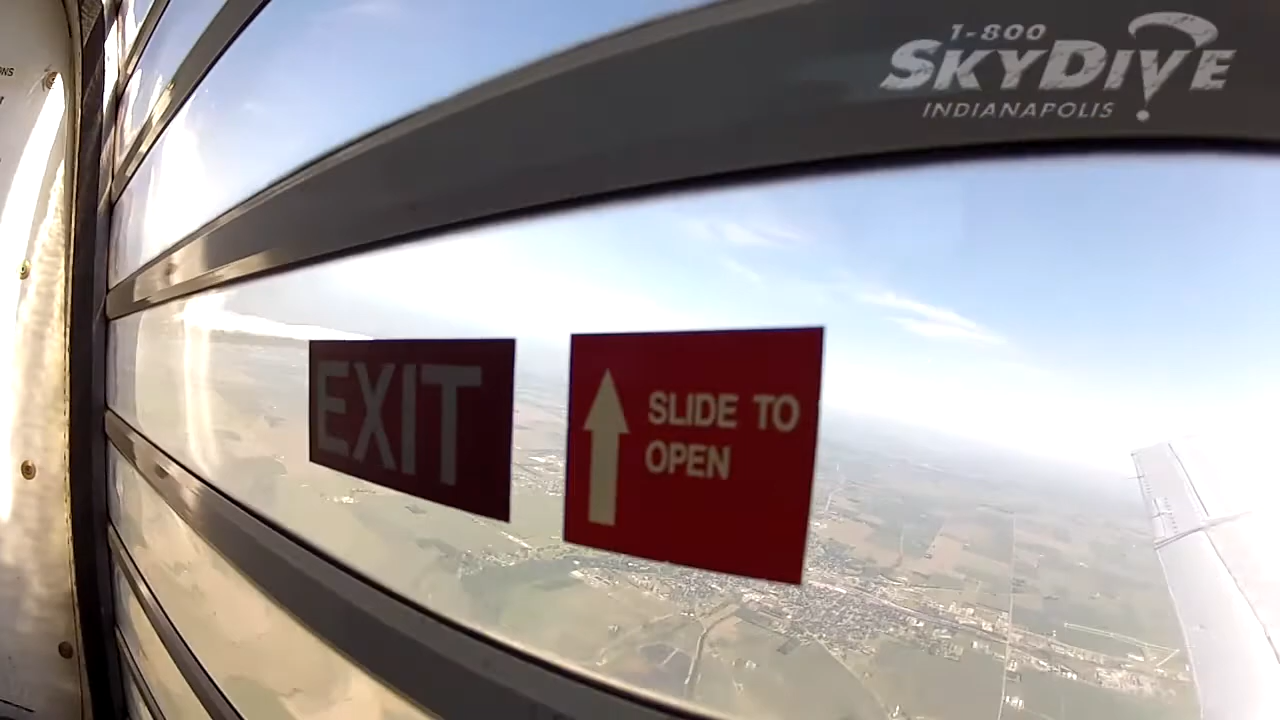 1-800
SKYDIVE
INDIANAPOLIS
EXIT
SLIDE TO
OPEN